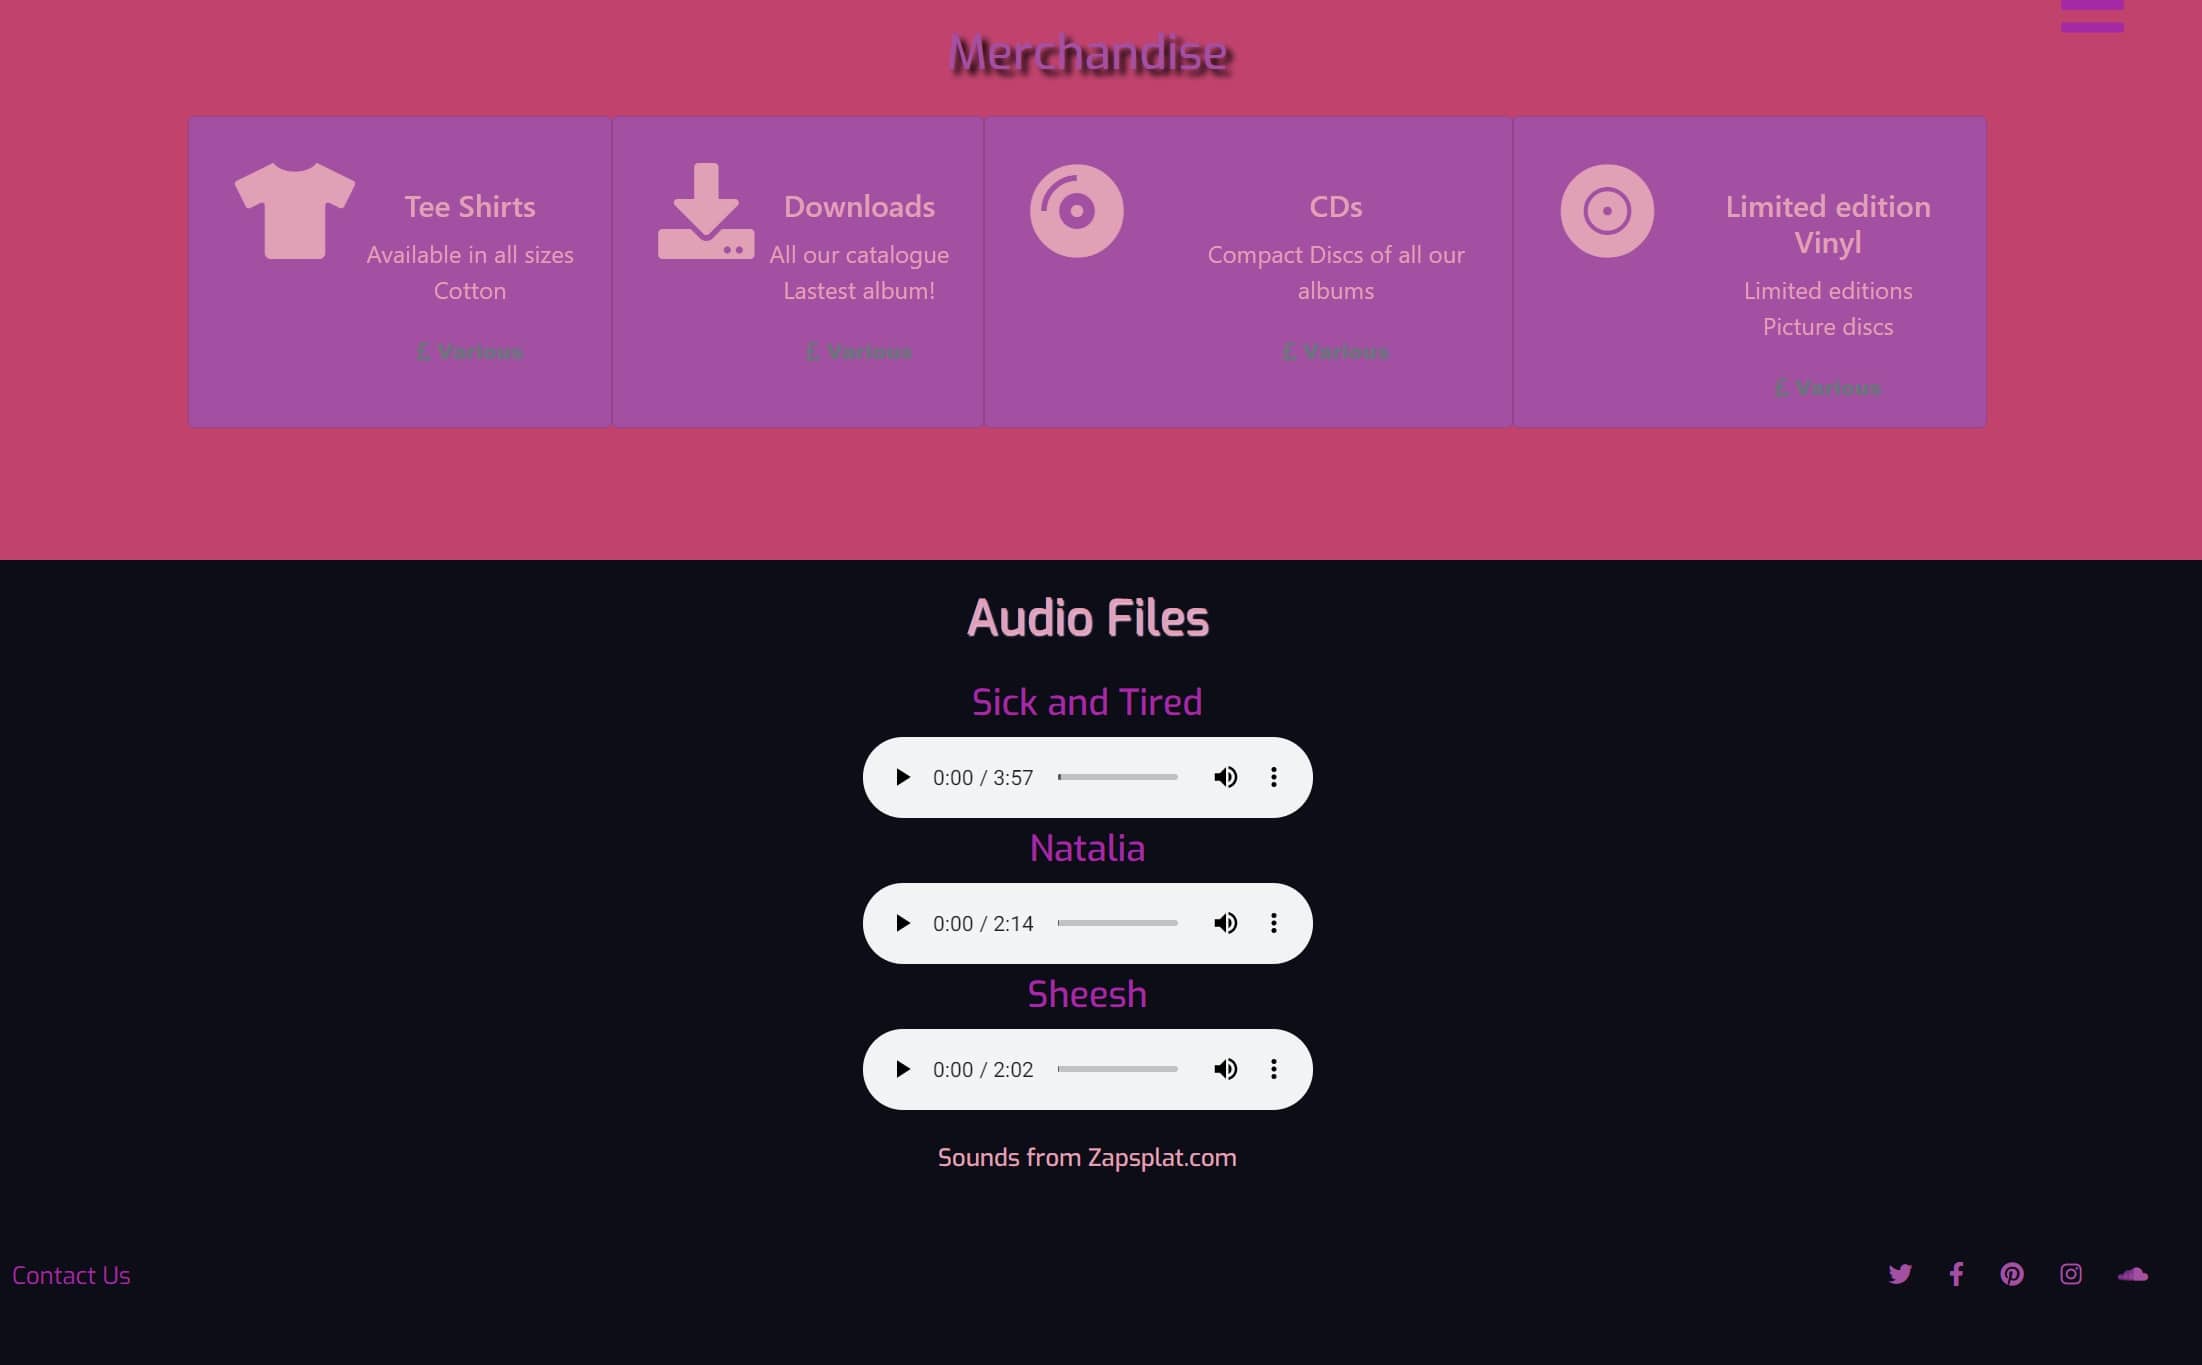 Merchandise
Tee Shirts
Available in all sizes
Cotton
£ Various
Downloads
All our catalogue
Lastest album!
£ Various
CDs
Compact Discs of all our
albums
£ Various
Limited edition
Vinyl
Limited editions
Picture discs
£ Various
Audio Files
Sick and Tired
0:00 / 3:57
Natalia
0:00 / 2:14
Sheesh
0:00 / 2:02
Sounds from Zapsplat.com
Contact Us